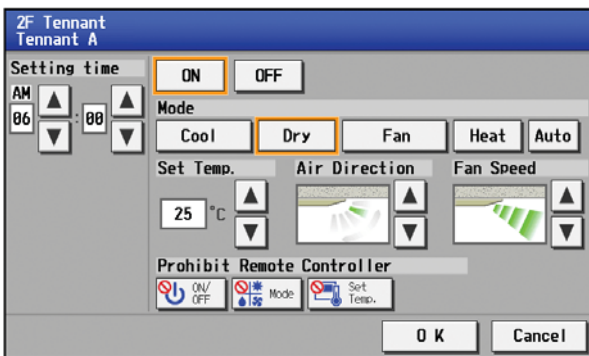 2F Tennant
Tennant A
Setting time
AM
06 : 00
ON OFF
Mode
Cool Dry Fan Heat Auto
Set Temp. Air Direction Fan Speed
25 °C
Prohibit Remote Controller
ON/OFF Mode Set Temp.
O K Cancel